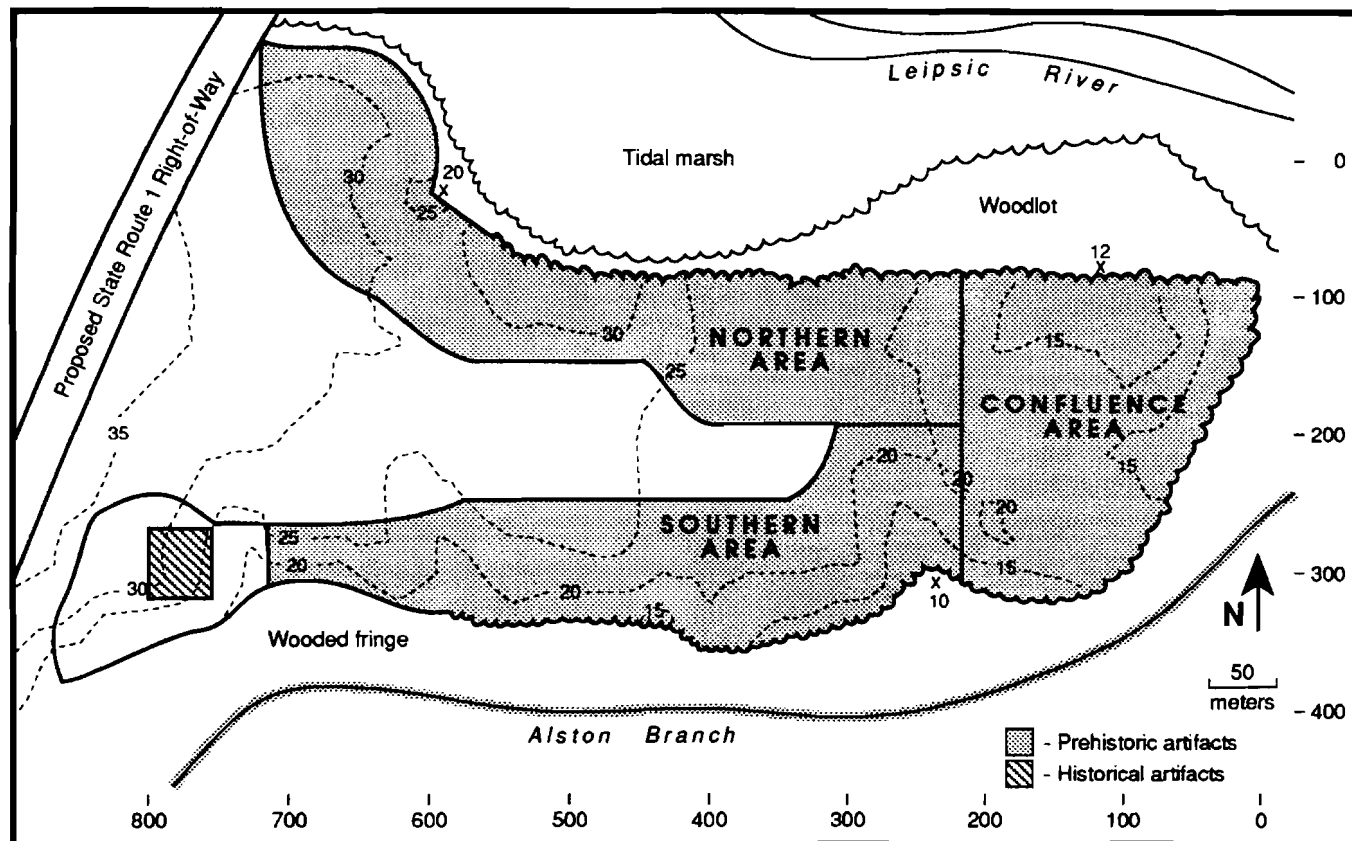 Leipsic River
Proposed State Route 1 Right-of-Way
Tidal marsh
- 0
20
x
30
25
Woodlot
12
x
- 100
30
NORTHERN
AREA
15
25
CONFLUENCE
AREA
35
- 200
20
20
15
20
SOUTHERN
AREA
25
20
15
30
20
15
x
10
- 300
N
Wooded fringe
50
meters
- 400
Alston Branch
- Prehistoric artifacts
- Historical artifacts
800 700 600 500 400 300 200 100 0